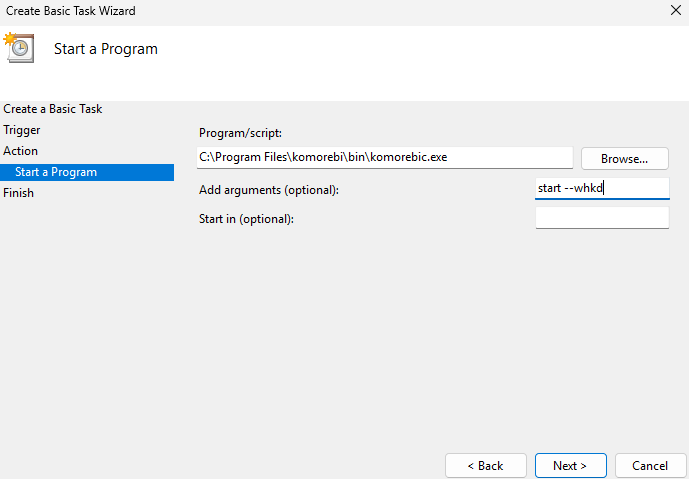 Create Basic Task Wizard
Start a Program
Create a Basic Task
Trigger
Action
Start a Program
Finish
Program/script:
C:\Program Files\komorebi\bin\komorebic.exe
Browse...
Add arguments (optional):
start --whkd
Start in (optional):
< Back
Next >
Cancel